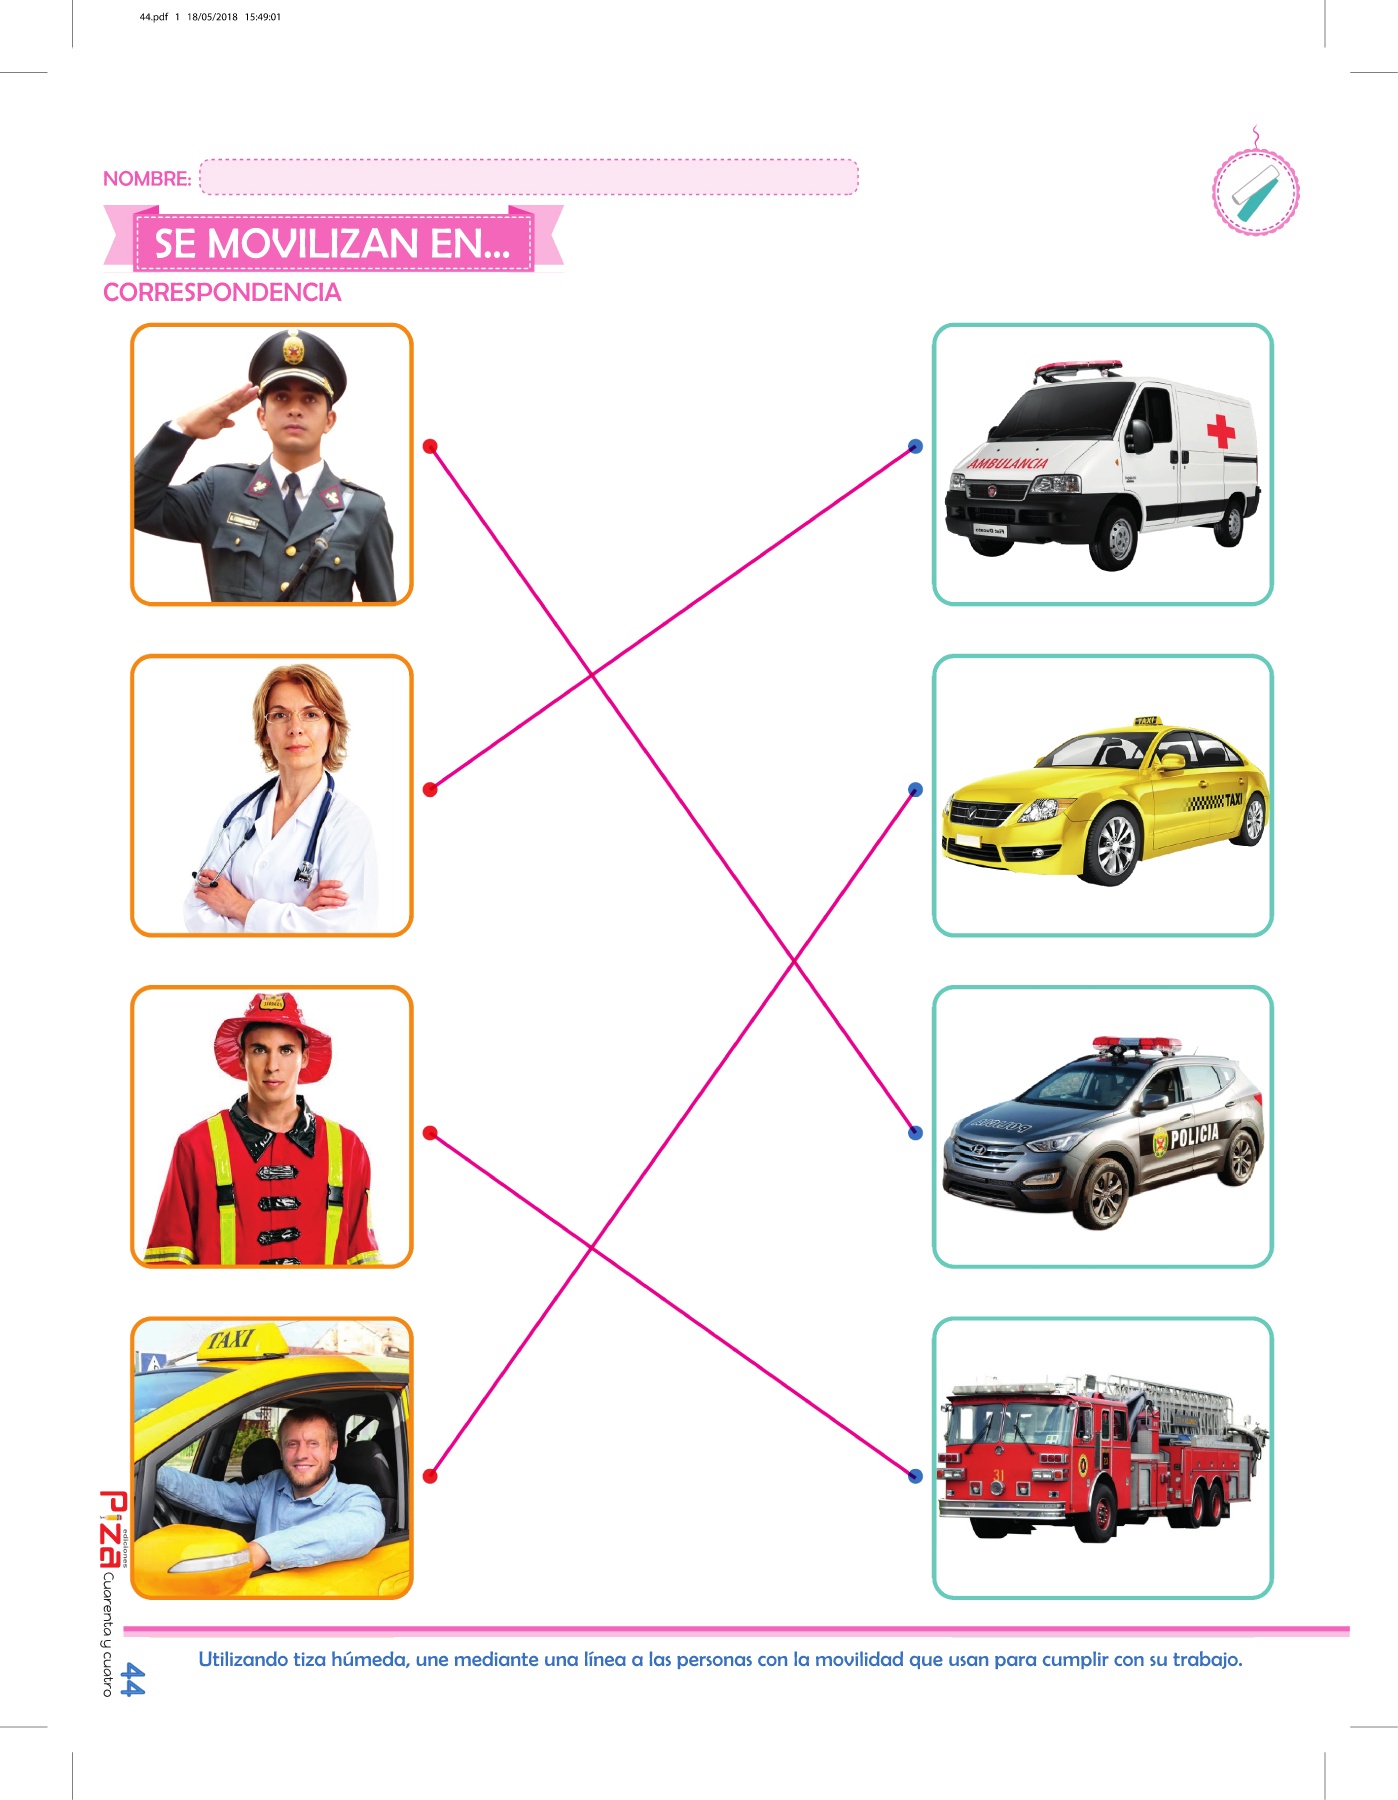 44.pdf 1 18/05/2018 15:49:01
NOMBRE:
SE MOVILIZAN EN...
CORRESPONDENCIA
AMBULANCIA
TAXI
TAXI
POLICIA
TAXI
31
Piza
ediciones
Cuarenta y cuatro
44
Utilizando tiza húmeda, une mediante una línea a las personas con la movilidad que usan para cumplir con su trabajo.